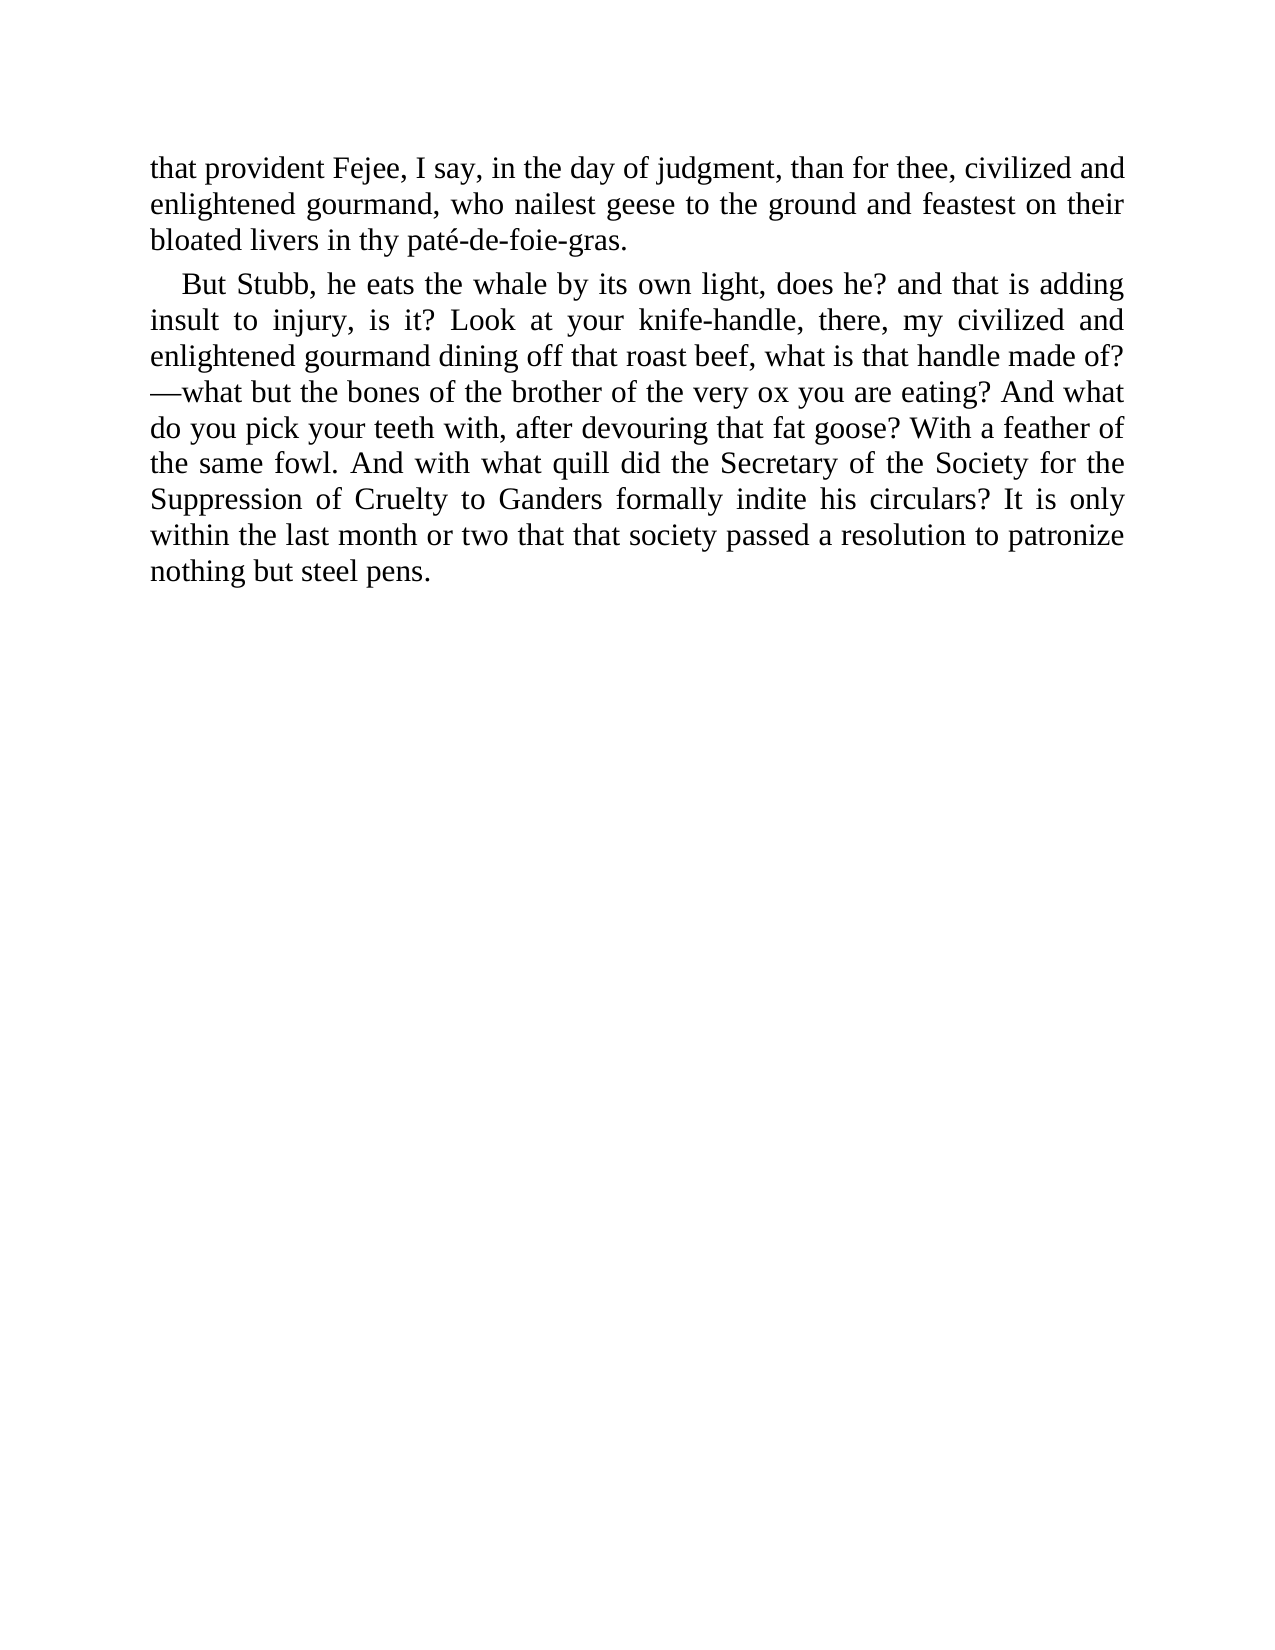 that provident Fejee, I say, in the day of judgment, than for thee, civilized and
enlightened gourmand, who nailest geese to the ground and feastest on their
bloated livers in thy paté-de-foie-gras.
But Stubb, he eats the whale by its own light, does he? and that is adding
insult to injury, is it? Look at your knife-handle, there, my civilized and
enlightened gourmand dining off that roast beef, what is that handle made of?
—what but the bones of the brother of the very ox you are eating? And what
do you pick your teeth with, after devouring that fat goose? With a feather of
the same fowl. And with what quill did the Secretary of the Society for the
Suppression of Cruelty to Ganders formally indite his circulars? It is only
within the last month or two that that society passed a resolution to patronize
nothing but steel pens.